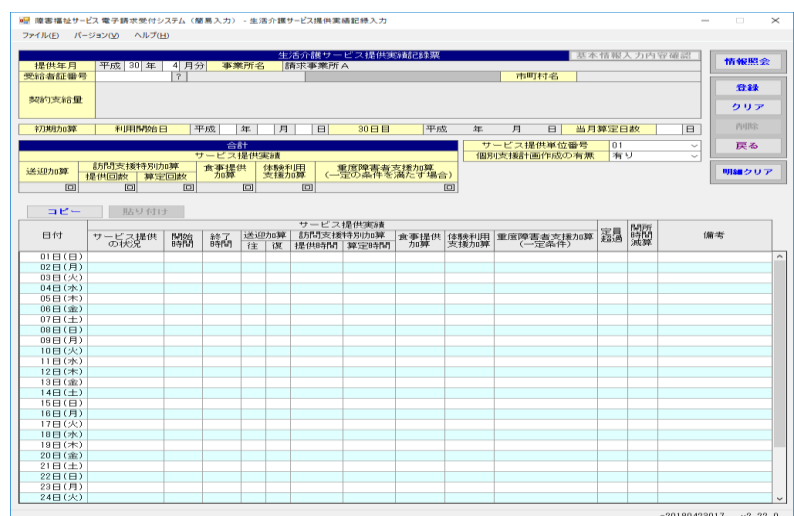 障害福祉サービス 電子請求受付システム (簡易入力) - 生活介護サービス提供実績記録入力
ファイル(F) バージョン(V) ヘルプ(H)
生活介護サービス提供実績記録票
基本情報入力内容確認
情報照会
提供年月 平成 30 年 4 月分 事業所名 請求事業所A
受給者証番号 ? 市町村名
登録
契約支給量
クリア
初期加算 利用開始日 平成 年 月 日 30日目 平成 年 月 日 当月算定日数 日
削除
合計
サービス提供実績
サービス提供単位番号 01
個別支援計画作成の有無 有り
戻る
送迎加算 訪問支援特別加算 食事提供加算 体験利用支援加算 重度障害者支援加算(一定の条件を満たす場合)
提供回数 算定回数
明細クリア
回 回 回 回 回 回
コピー 貼り付け
日付 サービス提供実績 定員超過 開所時間減算 備考
サービス提供の状況 開始時間 終了時間 送迎加算 訪問支援特別加算 食事提供加算 体験利用支援加算 重度障害者支援加算(一定条件)
往 復 提供時間 算定時間
01日(日)
02日(月)
03日(火)
04日(水)
05日(木)
06日(金)
07日(土)
08日(日)
09日(月)
10日(火)
11日(水)
12日(木)
13日(金)
14日(土)
15日(日)
16日(月)
17日(火)
18日(水)
19日(木)
20日(金)
21日(土)
22日(日)
23日(月)
24日(火)